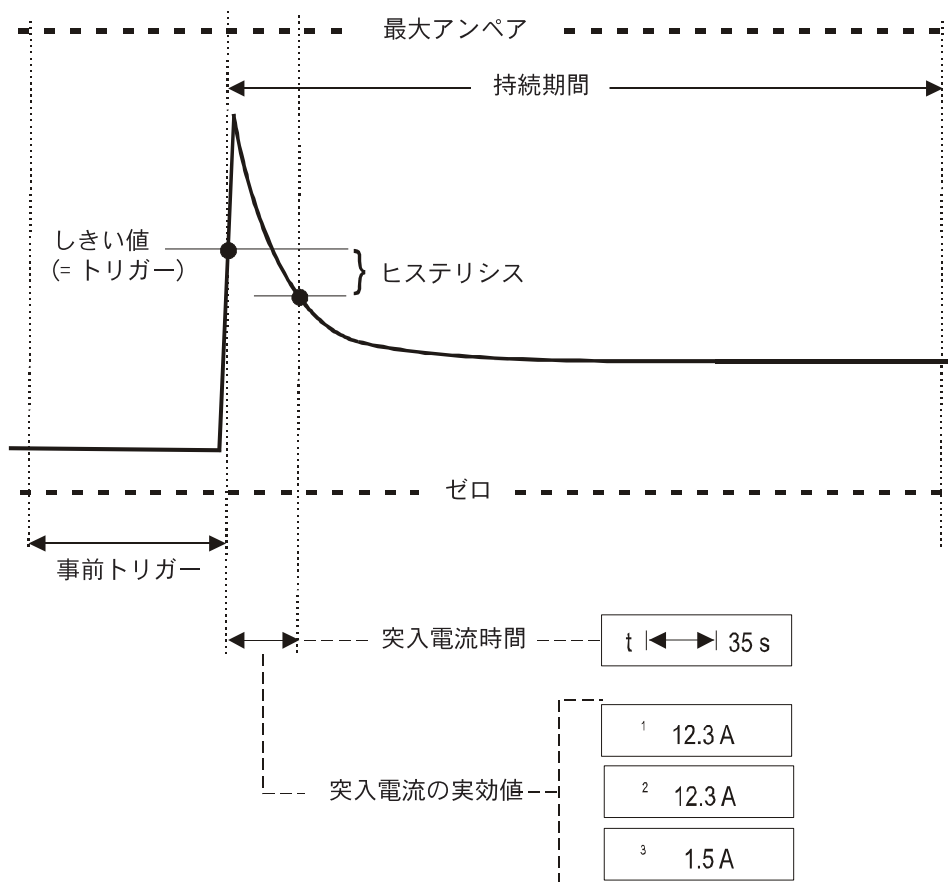 最大アンペア
持続期間
しきい値
(= トリガー)
ヒステリシス
ゼロ
事前トリガー
突入電流時間
t 35 s
1 12.3 A
突入電流の実効値
2 12.3 A
3 1.5 A